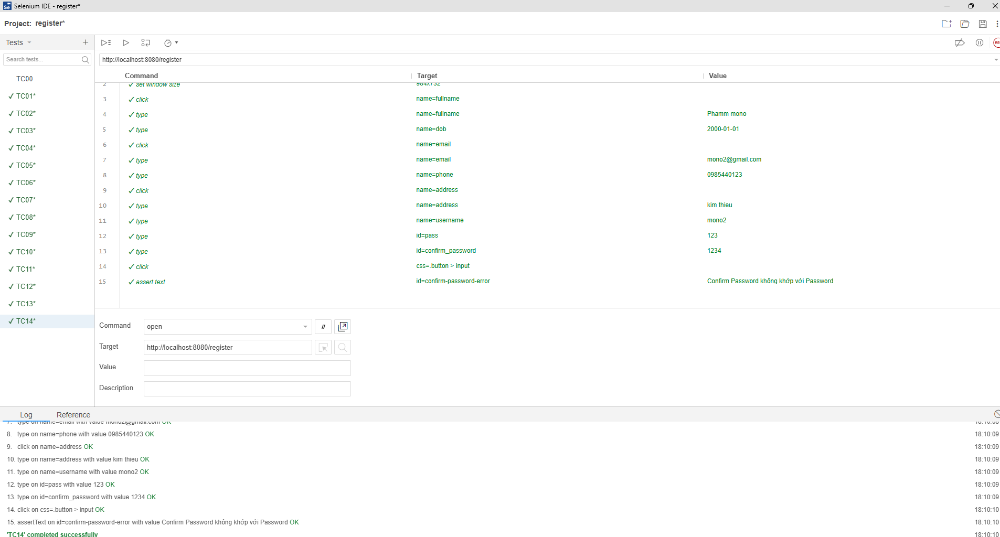 Selenium IDE - register*
Project: register*
Tests
Search tests...
TC00
✓ TC01*
✓ TC02*
✓ TC03*
✓ TC04*
✓ TC05*
✓ TC06*
✓ TC07*
✓ TC08*
✓ TC09*
✓ TC10*
✓ TC11*
✓ TC12*
✓ TC13*
✓ TC14*
REC
http://localhost:8080/register
Command Target Value
2 ✓ set window size 984x732
3 ✓ click name=fullname
4 ✓ type name=fullname Phamm mono
5 ✓ type name=dob 2000-01-01
6 ✓ click name=email
7 ✓ type name=email mono2@gmail.com
8 ✓ type name=phone 0985440123
9 ✓ click name=address
10 ✓ type name=address kim thieu
11 ✓ type name=username mono2
12 ✓ type id=pass 123
13 ✓ type id=confirm_password 1234
14 ✓ click css=.button > input
15 ✓ assert text id=confirm-password-error Confirm Password không khớp với Password
Command open //
Target http://localhost:8080/register
Value
Description
Log Reference
7. type on name=email with value mono2@gmail.com OK 18:10:08
8. type on name=phone with value 0985440123 OK 18:10:09
9. click on name=address OK 18:10:09
10. type on name=address with value kim thieu OK 18:10:09
11. type on name=username with value mono2 OK 18:10:09
12. type on id=pass with value 123 OK 18:10:09
13. type on id=confirm_password with value 1234 OK 18:10:09
14. click on css=.button > input OK 18:10:10
15. assertText on id=confirm-password-error with value Confirm Password không khớp với Password OK 18:10:10
'TC14' completed successfully 18:10:10